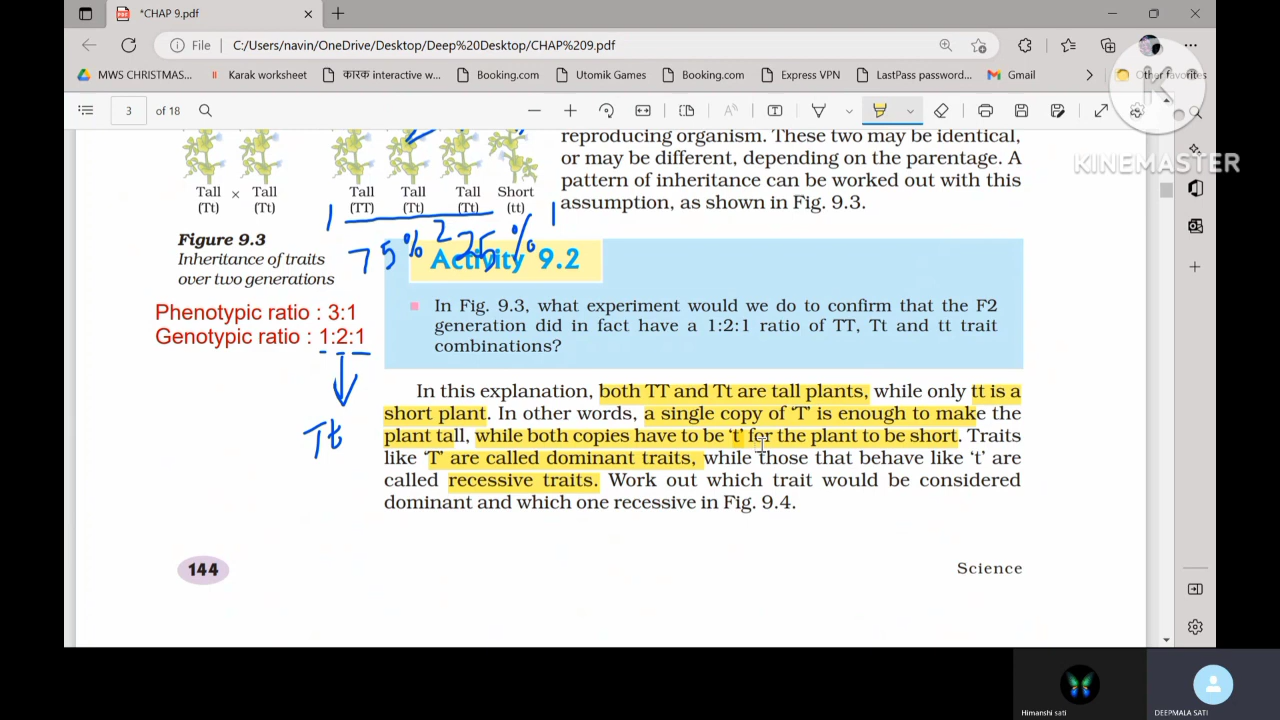 *CHAP 9.pdf
File C:/Users/navin/OneDrive/Desktop/Deep%20Desktop/CHAP%209.pdf
MWS CHRISTMAS... Karak worksheet कारक interactive w... Booking.com Utomik Games Booking.com Express VPN LastPass password... Gmail Other favorites
3 of 18
KINEMASTER
reproducing organism. These two may be identical,
or may be different, depending on the parentage. A
pattern of inheritance can be worked out with this
assumption, as shown in Fig. 9.3.
Tall × Tall Tall Tall Tall Short
(Tt) (Tt) (TT) (Tt) (Tt) (tt)
1 2 1
75% 25%
Figure 9.3
Inheritance of traits
over two generations
Phenotypic ratio : 3:1
Genotypic ratio : 1:2:1
Tt
Activity 9.2
In Fig. 9.3, what experiment would we do to confirm that the F2
generation did in fact have a 1:2:1 ratio of TT, Tt and tt trait
combinations?
In this explanation, both TT and Tt are tall plants, while only tt is a
short plant. In other words, a single copy of ‘T’ is enough to make the
plant tall, while both copies have to be ‘t’ for the plant to be short. Traits
like ‘T’ are called dominant traits, while those that behave like ‘t’ are
called recessive traits. Work out which trait would be considered
dominant and which one recessive in Fig. 9.4.
144
Science
Himanshi sati
DEEPMALA SATI